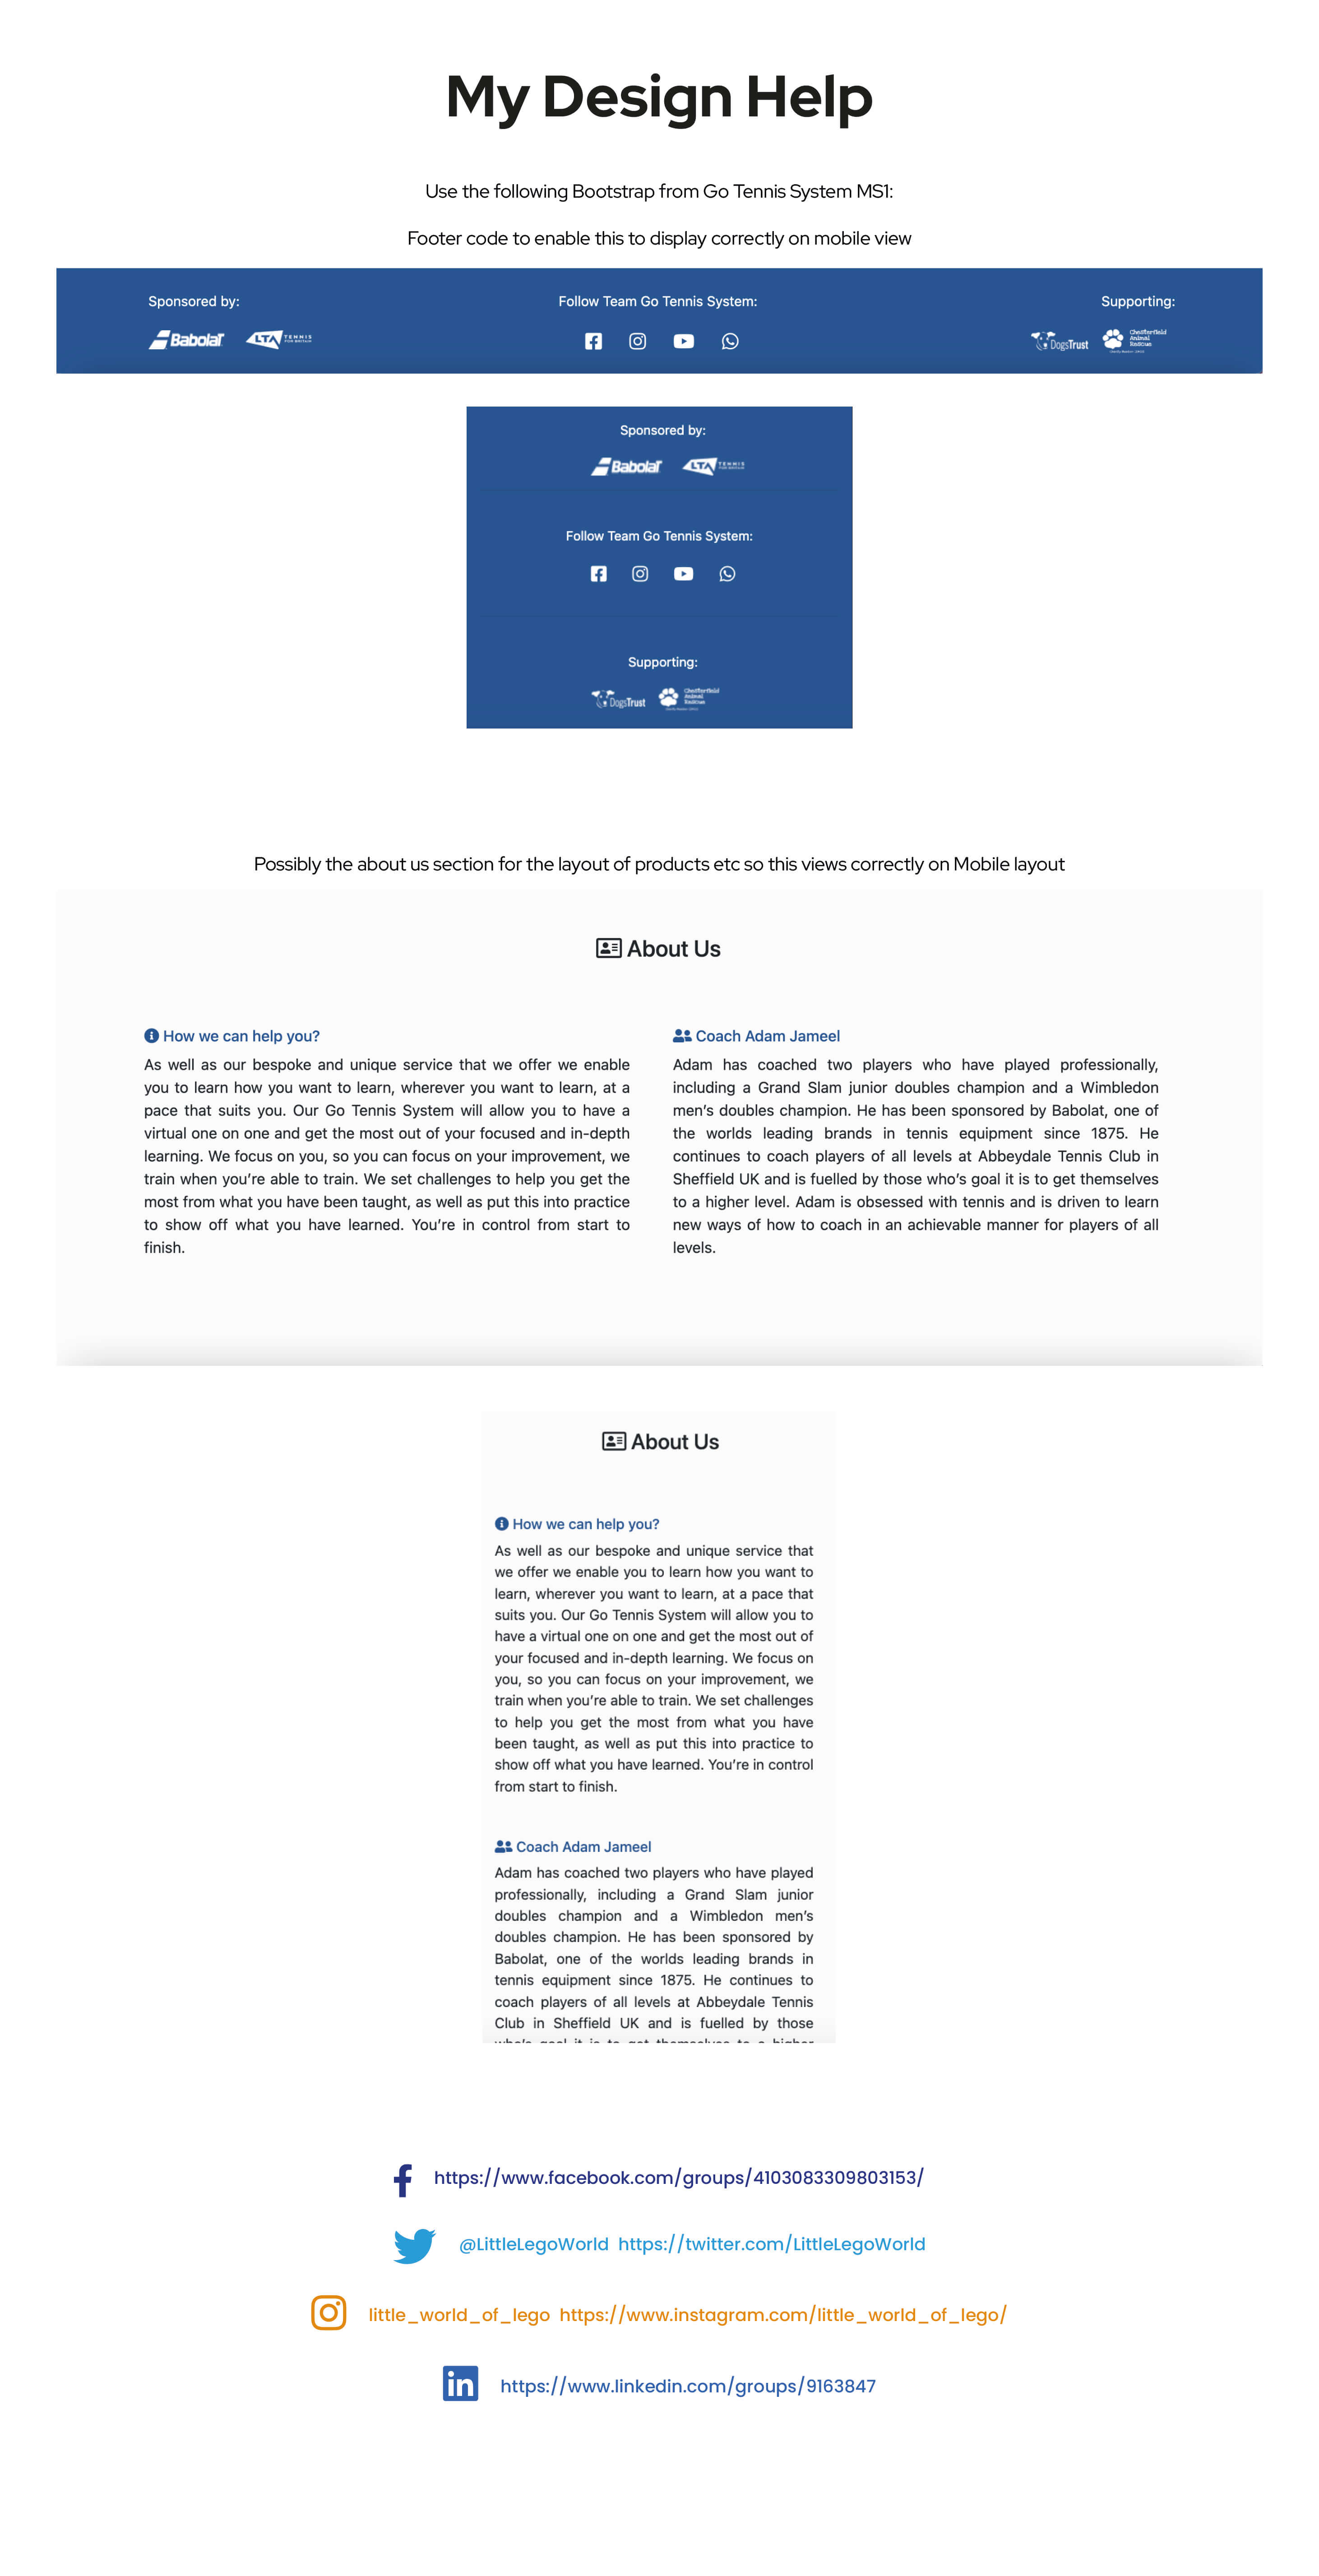 My Design Help
Use the following Bootstrap from Go Tennis System MS1:
Footer code to enable this to display correctly on mobile view
Sponsored by:
Babolat LTA TENNIS FOR BRITAIN
Follow Team Go Tennis System:
Supporting:
DogsTrust Chesterfield Animal Rescue
Sponsored by:
Babolat LTA TENNIS FOR BRITAIN
Follow Team Go Tennis System:
Supporting:
DogsTrust Chesterfield Animal Rescue
Possibly the about us section for the layout of products etc so this views correctly on Mobile layout
About Us
How we can help you?
As well as our bespoke and unique service that we offer we enable
you to learn how you want to learn, wherever you want to learn, at a
pace that suits you. Our Go Tennis System will allow you to have a
virtual one on one and get the most out of your focused and in-depth
learning. We focus on you, so you can focus on your improvement, we
train when you're able to train. We set challenges to help you get the
most from what you have been taught, as well as put this into practice
to show off what you have learned. You're in control from start to
finish.
Coach Adam Jameel
Adam has coached two players who have played professionally,
including a Grand Slam junior doubles champion and a Wimbledon
men's doubles champion. He has been sponsored by Babolat, one of
the worlds leading brands in tennis equipment since 1875. He
continues to coach players of all levels at Abbeydale Tennis Club in
Sheffield UK and is fuelled by those who's goal it is to get themselves
to a higher level. Adam is obsessed with tennis and is driven to learn
new ways of how to coach in an achievable manner for players of all
levels.
About Us
How we can help you?
As well as our bespoke and unique service that
we offer we enable you to learn how you want to
learn, wherever you want to learn, at a pace that
suits you. Our Go Tennis System will allow you to
have a virtual one on one and get the most out of
your focused and in-depth learning. We focus on
you, so you can focus on your improvement, we
train when you're able to train. We set challenges
to help you get the most from what you have
been taught, as well as put this into practice to
show off what you have learned. You're in control
from start to finish.
Coach Adam Jameel
Adam has coached two players who have played
professionally, including a Grand Slam junior
doubles champion and a Wimbledon men's
doubles champion. He has been sponsored by
Babolat, one of the worlds leading brands in
tennis equipment since 1875. He continues to
coach players of all levels at Abbeydale Tennis
Club in Sheffield UK and is fuelled by those
who's goal it is to get themselves to a higher
https://www.facebook.com/groups/4103083309803153/
@LittleLegoWorld https://twitter.com/LittleLegoWorld
little_world_of_lego https://www.instagram.com/little_world_of_lego/
https://www.linkedin.com/groups/9163847